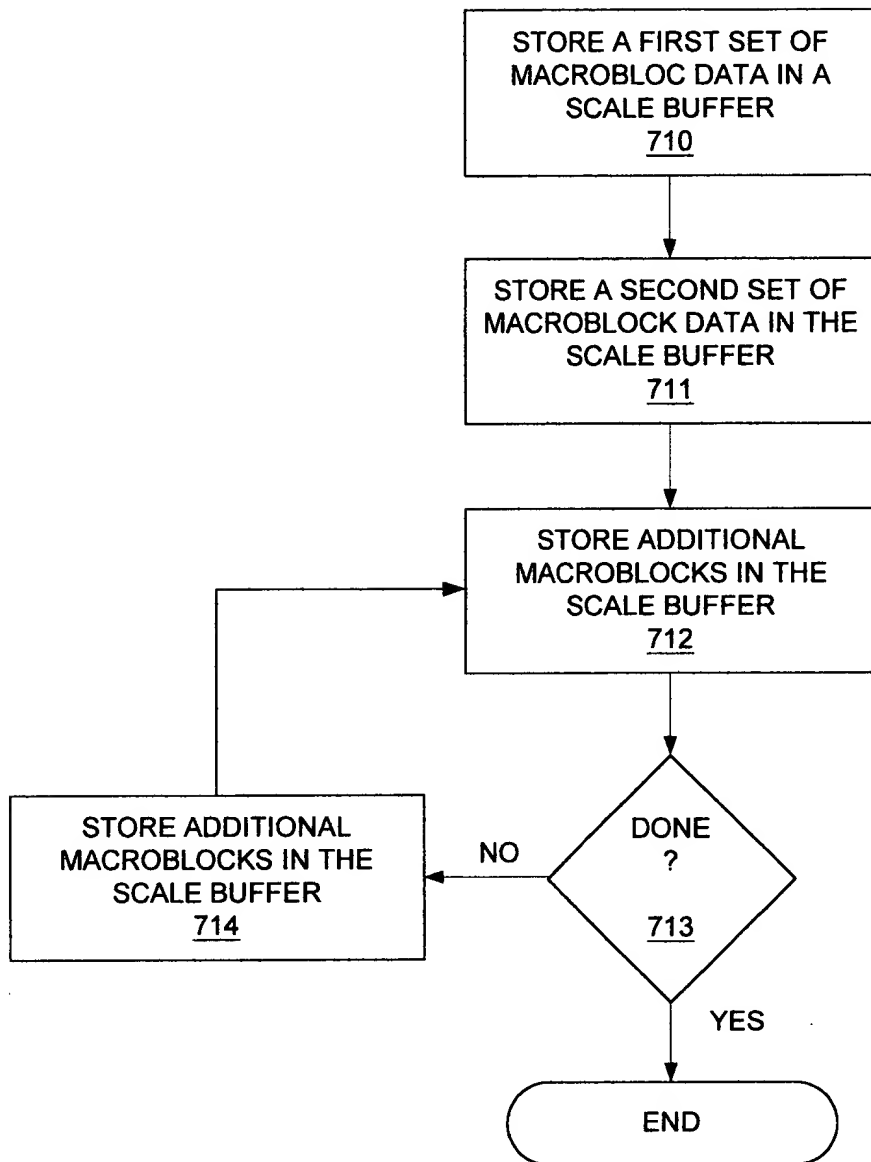 STORE A FIRST SET OF
MACROBLOC DATA IN A
SCALE BUFFER
710
STORE A SECOND SET OF
MACROBLOCK DATA IN THE
SCALE BUFFER
711
STORE ADDITIONAL
MACROBLOCKS IN THE
SCALE BUFFER
712
DONE
?
713
NO
STORE ADDITIONAL
MACROBLOCKS IN THE
SCALE BUFFER
714
YES
END